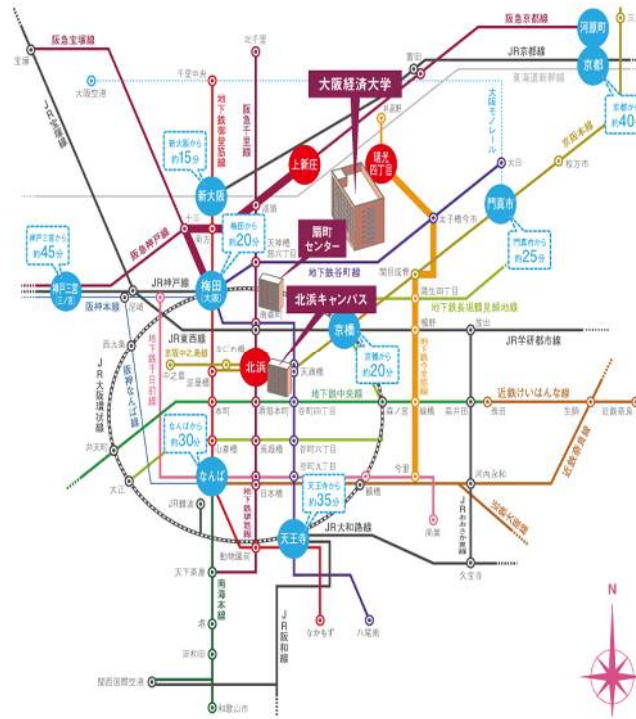 阪急宝塚線
宝塚
北千里
阪急京都線
河原町
富田
JR京都線
京都
東海道新幹線
千里中央
大阪空港
大阪経済大学
地下鉄御堂筋線
阪急千里線
JR宝塚線
大阪モノレール
京都から
約40
京阪本線
井高野
新大阪から
約15分
上新庄
瑞光
四丁目
大日
枚方市
新大阪
淡路
門真市
十三
南方
梅田から
約20分
扇町
センター
太子橋今市
神戸三宮から
約45分
阪急神戸線
天神橋
筋六丁目
地下鉄谷町線
関目成育
門真市から
約25分
神戸三宮
(三ノ宮)
JR神戸線
梅田
(大阪)
北浜キャンパス
蒲生四丁目
阪神本線
尼崎
南森町
地下鉄長堀鶴見緑地線
JR東西線
京橋
鴫野
放出
JR学研都市線
西九条
地下鉄千日前線
阪神なんば線
京阪中之島線
なにわ橋
北浜
天満橋
京橋から
約20分
地下鉄今里筋線
JR大阪環状線
中之島
淀屋橋
地下鉄中央線
近鉄けいはんな線
本町
堺筋本町
谷町四丁目
森ノ宮
緑橋
高井田
長田
生駒
近鉄奈良
弁天町
なんばから
約30分
心斎橋
長堀橋
谷町六丁目
近鉄奈良線
谷町九丁目
今里
河内永和
大正
なんば
日本橋
鶴橋
天王寺から
約35分
JR難波
地下鉄堺筋線
南巽
近鉄大阪線
天王寺
JR大和路線
JRおおさか東線
動物園前
久宝寺
天下茶屋
南海本線
堺
なかもず
八尾南
JR阪和線
岸和田
関西国際空港
和歌山市
N